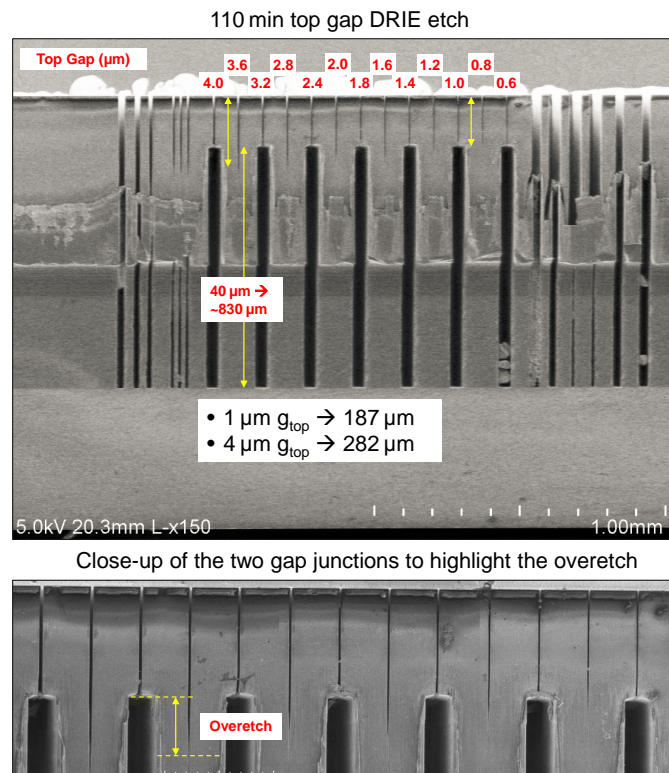 110 min top gap DRIE etch
Top Gap (µm)
3.6 2.8 2.0 1.6 1.2 0.8
4.0 3.2 2.4 1.8 1.4 1.0 0.6
40 µm →
~830 µm
• 1 µm gtop → 187 µm
• 4 µm gtop → 282 µm
5.0kV 20.3mm L-x150 1.00mm
Close-up of the two gap junctions to highlight the overetch
Overetch